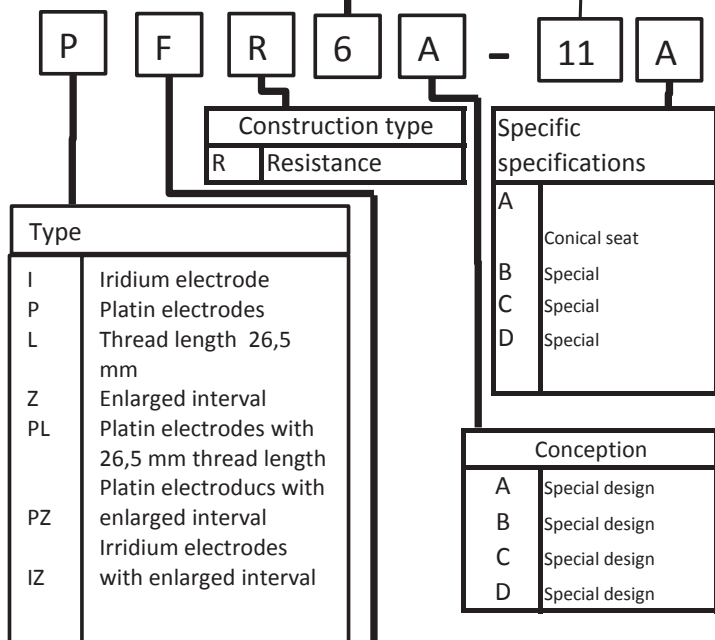 P F R 6 A - 11 A
Construction type
R Resistance
Specific
specifications
A
Conical seat
B Special
C Special
D Special
Type
I Iridium electrode
P Platin electrodes
L Thread length 26,5
mm
Z Enlarged interval
PL Platin electrodes with
26,5 mm thread length
Platin electroducs with
PZ enlarged interval
Irridium electrodes
IZ with enlarged interval
Conception
A Special design
B Special design
C Special design
D Special design